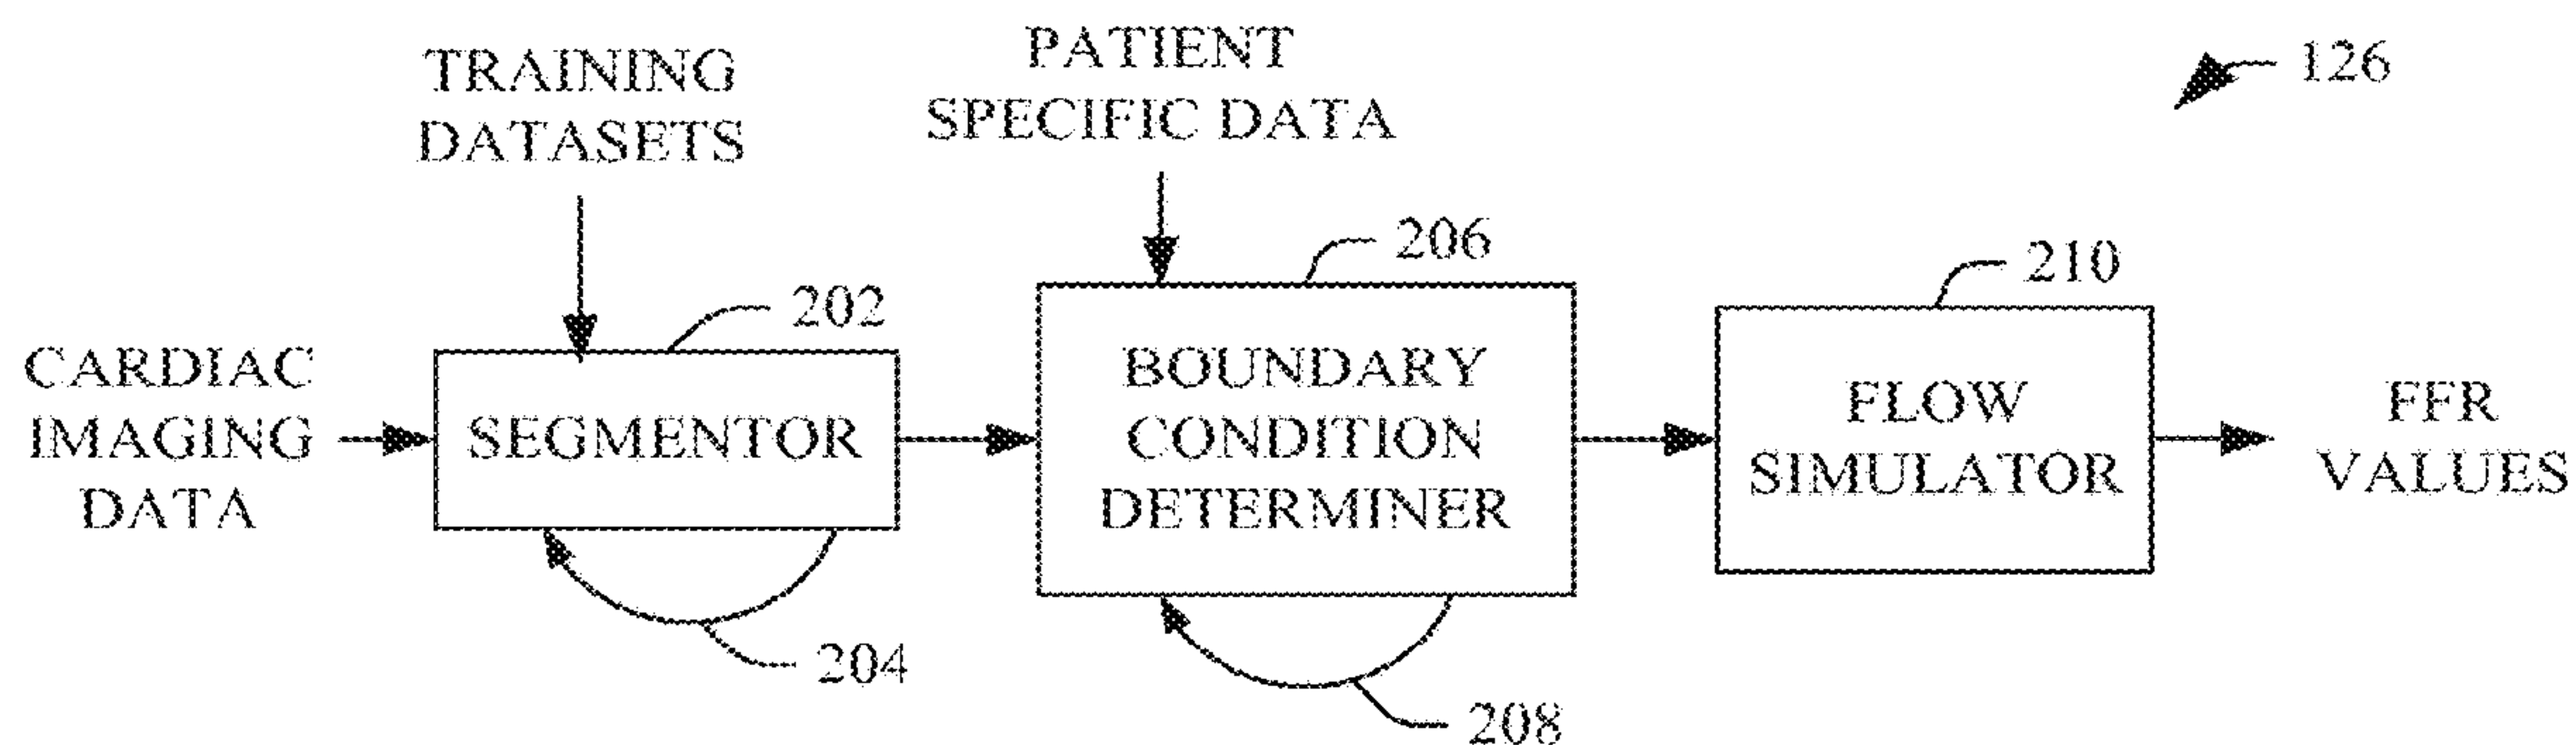 TRAINING
DATASETS
PATIENT
SPECIFIC DATA
126
CARDIAC
IMAGING
DATA
202
SEGMENTOR
204
206
BOUNDARY
CONDITION
DETERMINER
208
210
FLOW
SIMULATOR
FFR
VALUES